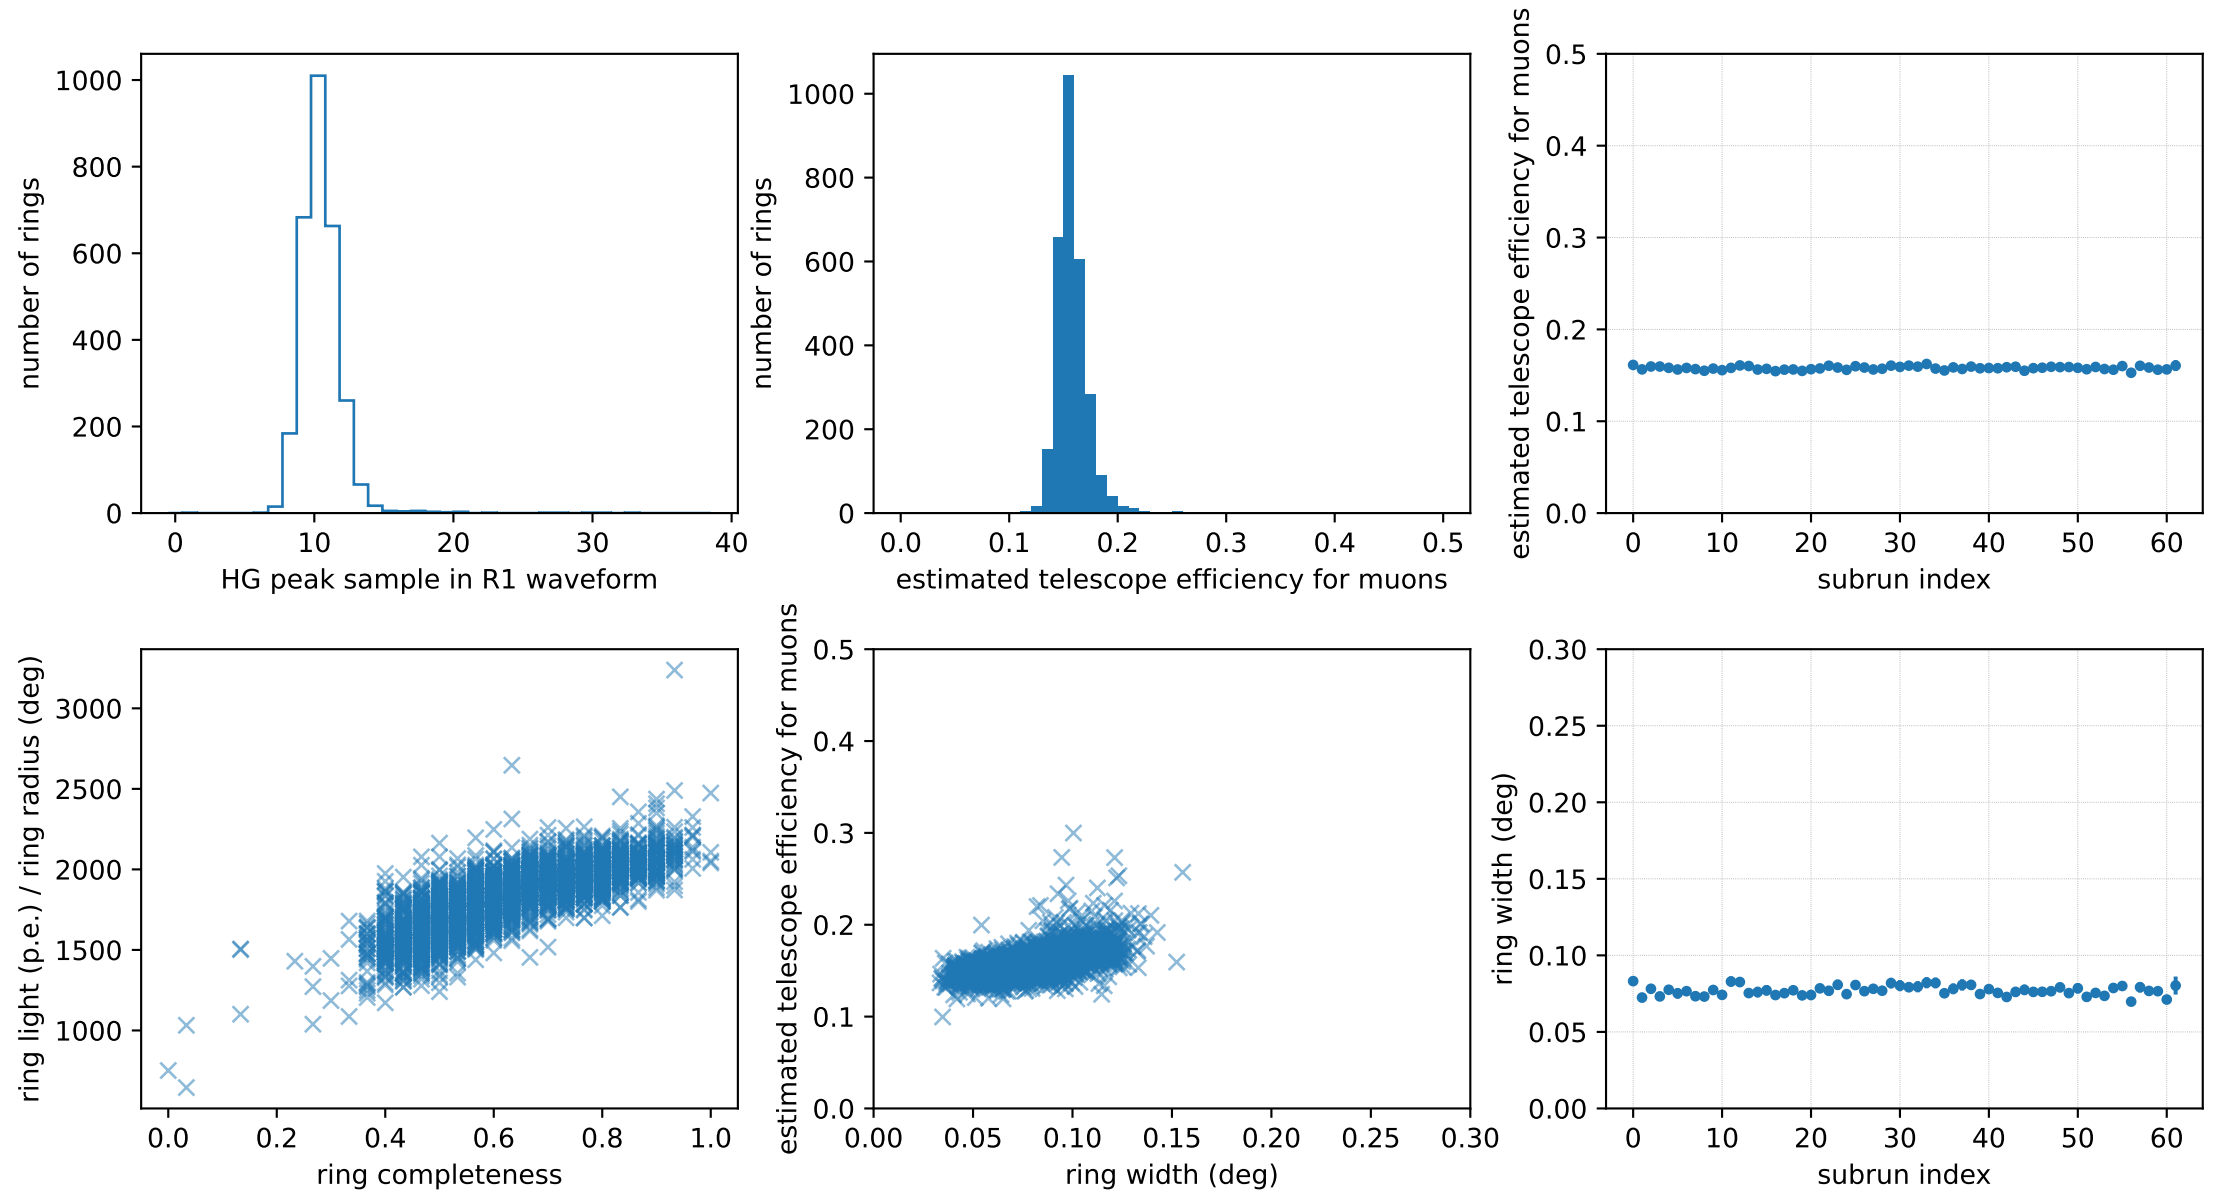 number of rings
1000
800
600
400
200
0
0 10 20 30 40
HG peak sample in R1 waveform
number of rings
1000
800
600
400
200
0
0.0 0.1 0.2 0.3 0.4 0.5
estimated telescope efficiency for muons
estimated telescope efficiency for muons
0.5
0.4
0.3
0.2
0.1
0.0
0 10 20 30 40 50 60
subrun index
ring light (p.e.) / ring radius (deg)
3000
2500
2000
1500
1000
0.0 0.2 0.4 0.6 0.8 1.0
ring completeness
estimated telescope efficiency for muons
0.5
0.4
0.3
0.2
0.1
0.0
0.00 0.05 0.10 0.15 0.20 0.25 0.30
ring width (deg)
ring width (deg)
0.30
0.25
0.20
0.15
0.10
0.05
0.00
0 10 20 30 40 50 60
subrun index